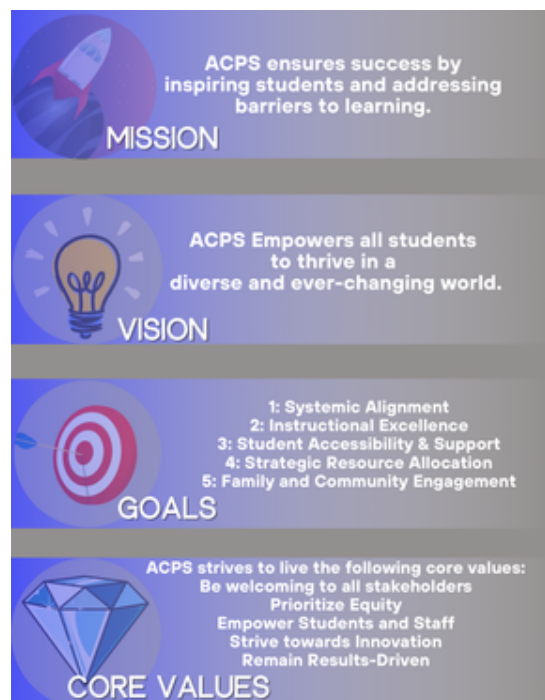 ACPS ensures success by
inspiring students and addressing
barriers to learning.
MISSION
ACPS Empowers all students
to thrive in a
diverse and ever-changing world.
VISION
1: Systemic Alignment
2: Instructional Excellence
3: Student Accessibility & Support
4: Strategic Resource Allocation
5: Family and Community Engagement
GOALS
ACPS strives to live the following core values:
Be welcoming to all stakeholders
Prioritize Equity
Empower Students and Staff
Strive towards Innovation
Remain Results-Driven
CORE VALUES